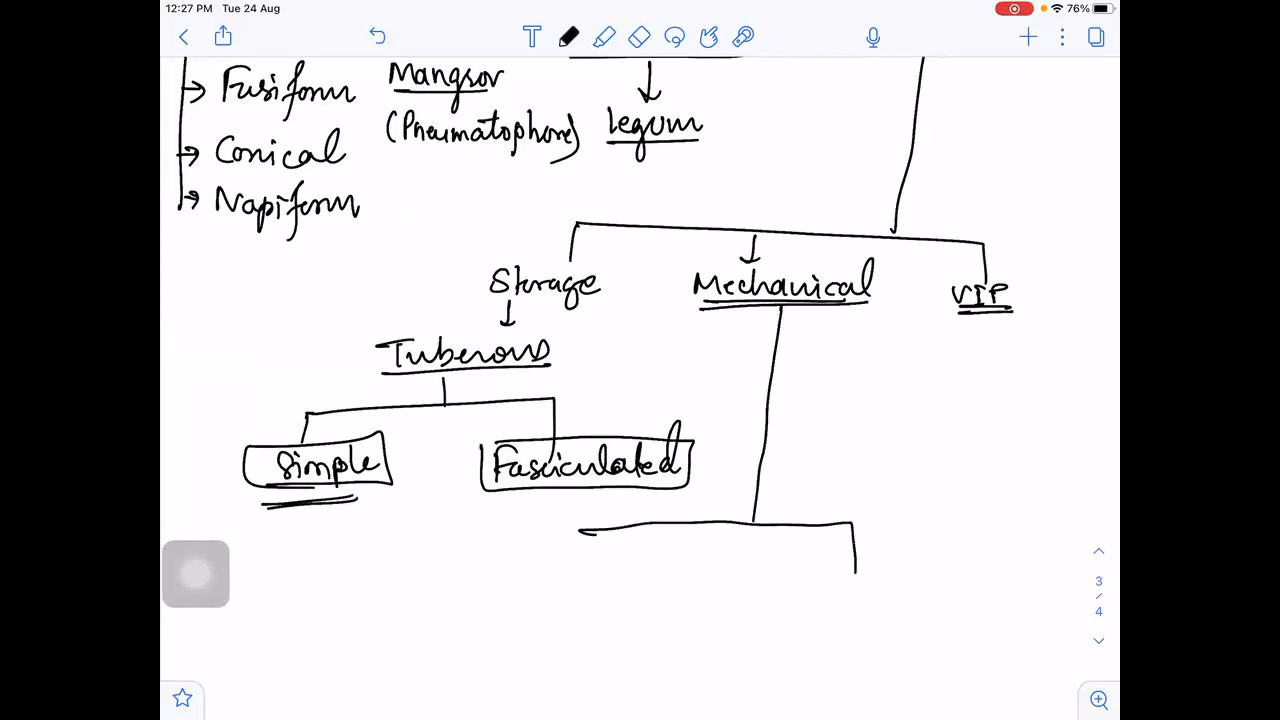 12:27 PM Tue 24 Aug
76%
Fusiform
Mangrov
(Pneumatophore)
legum
Conical
Napiform
Storage
Mechanical
VIP
Tuberous
Simple
Fasciculated
3
/
4